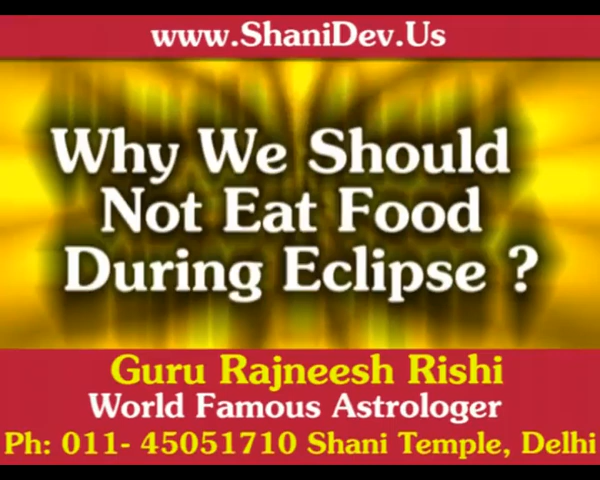 www.ShaniDev.Us
Why We Should
Not Eat Food
During Eclipse ?
Guru Rajneesh Rishi
World Famous Astrologer
Ph: 011- 45051710 Shani Temple, Delhi